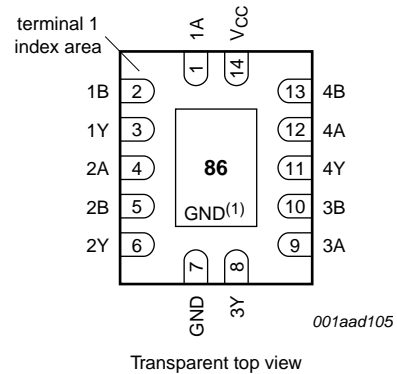 terminal 1
index area
1A
VCC
1
14
1B 2 13 4B
1Y 3 12 4A
2A 4 86 11 4Y
2B 5 GND(1) 10 3B
2Y 6 9 3A
7
8
GND
3Y
001aad105
Transparent top view